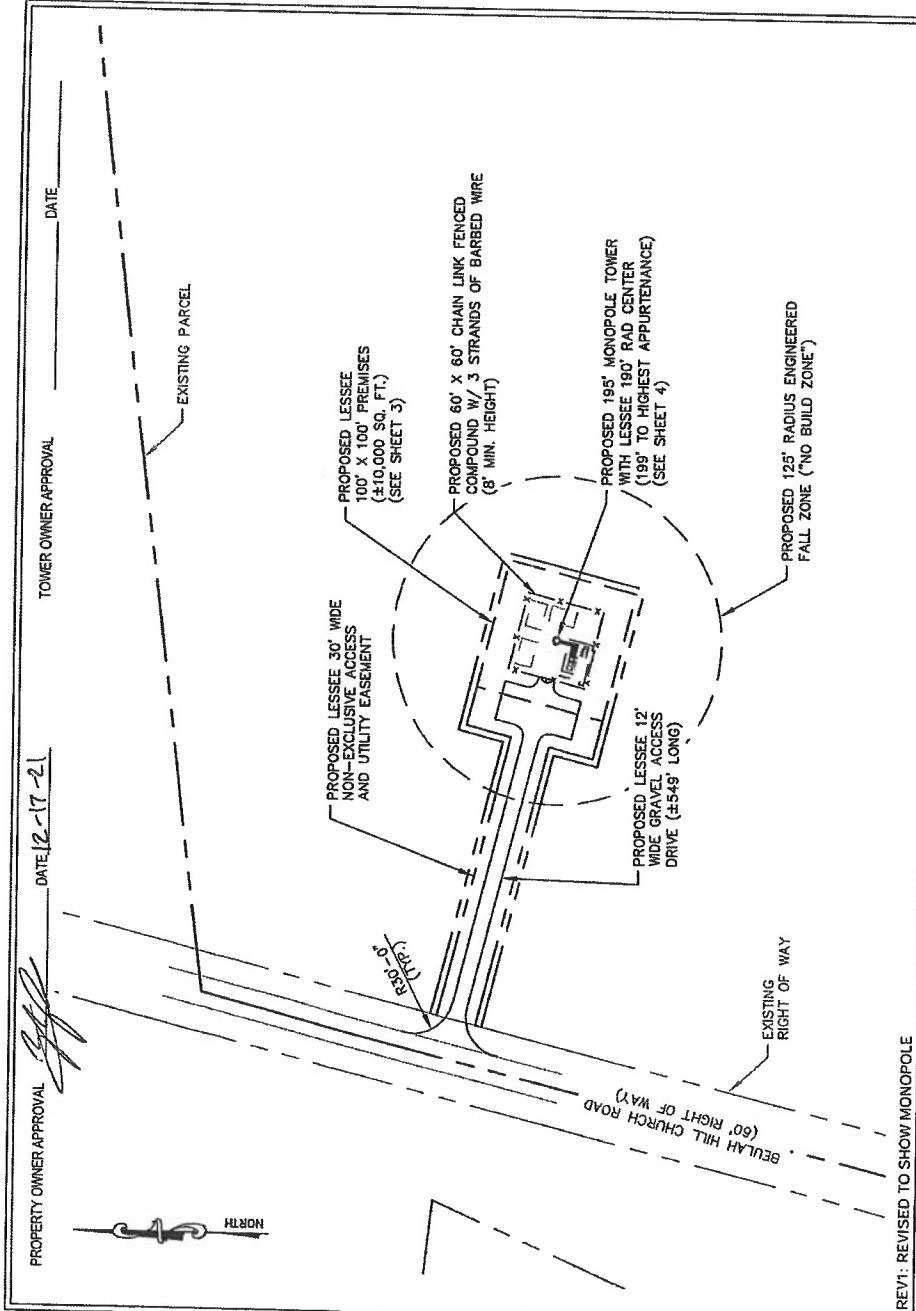 PROPERTY OWNER APPROVAL
DATE 12-17-21
TOWER OWNER APPROVAL
DATE
EXISTING PARCEL
PROPOSED LESSEE
100' X 100' PREMISES
(±10,000 SQ. FT.)
(SEE SHEET 3)
PROPOSED LESSEE 30' WIDE
NON-EXCLUSIVE ACCESS
AND UTILITY EASEMENT
PROPOSED 60' X 60' CHAIN LINK FENCED
COMPOUND W/ 3 STRANDS OF BARBED WIRE
(8' MIN. HEIGHT)
PROPOSED 195' MONOPOLE TOWER
WITH LESSEE 190' RAD CENTER
(199' TO HIGHEST APPURTENANCE)
(SEE SHEET 4)
PROPOSED 125' RADIUS ENGINEERED
FALL ZONE ("NO BUILD ZONE")
PROPOSED LESSEE 12'
WIDE GRAVEL ACCESS
DRIVE (±549' LONG)
R30'-0"
(TYP.)
EXISTING
RIGHT OF WAY
BEULAH HILL CHURCH ROAD
(60' RIGHT OF WAY)
NORTH
REV1: REVISED TO SHOW MONOPOLE